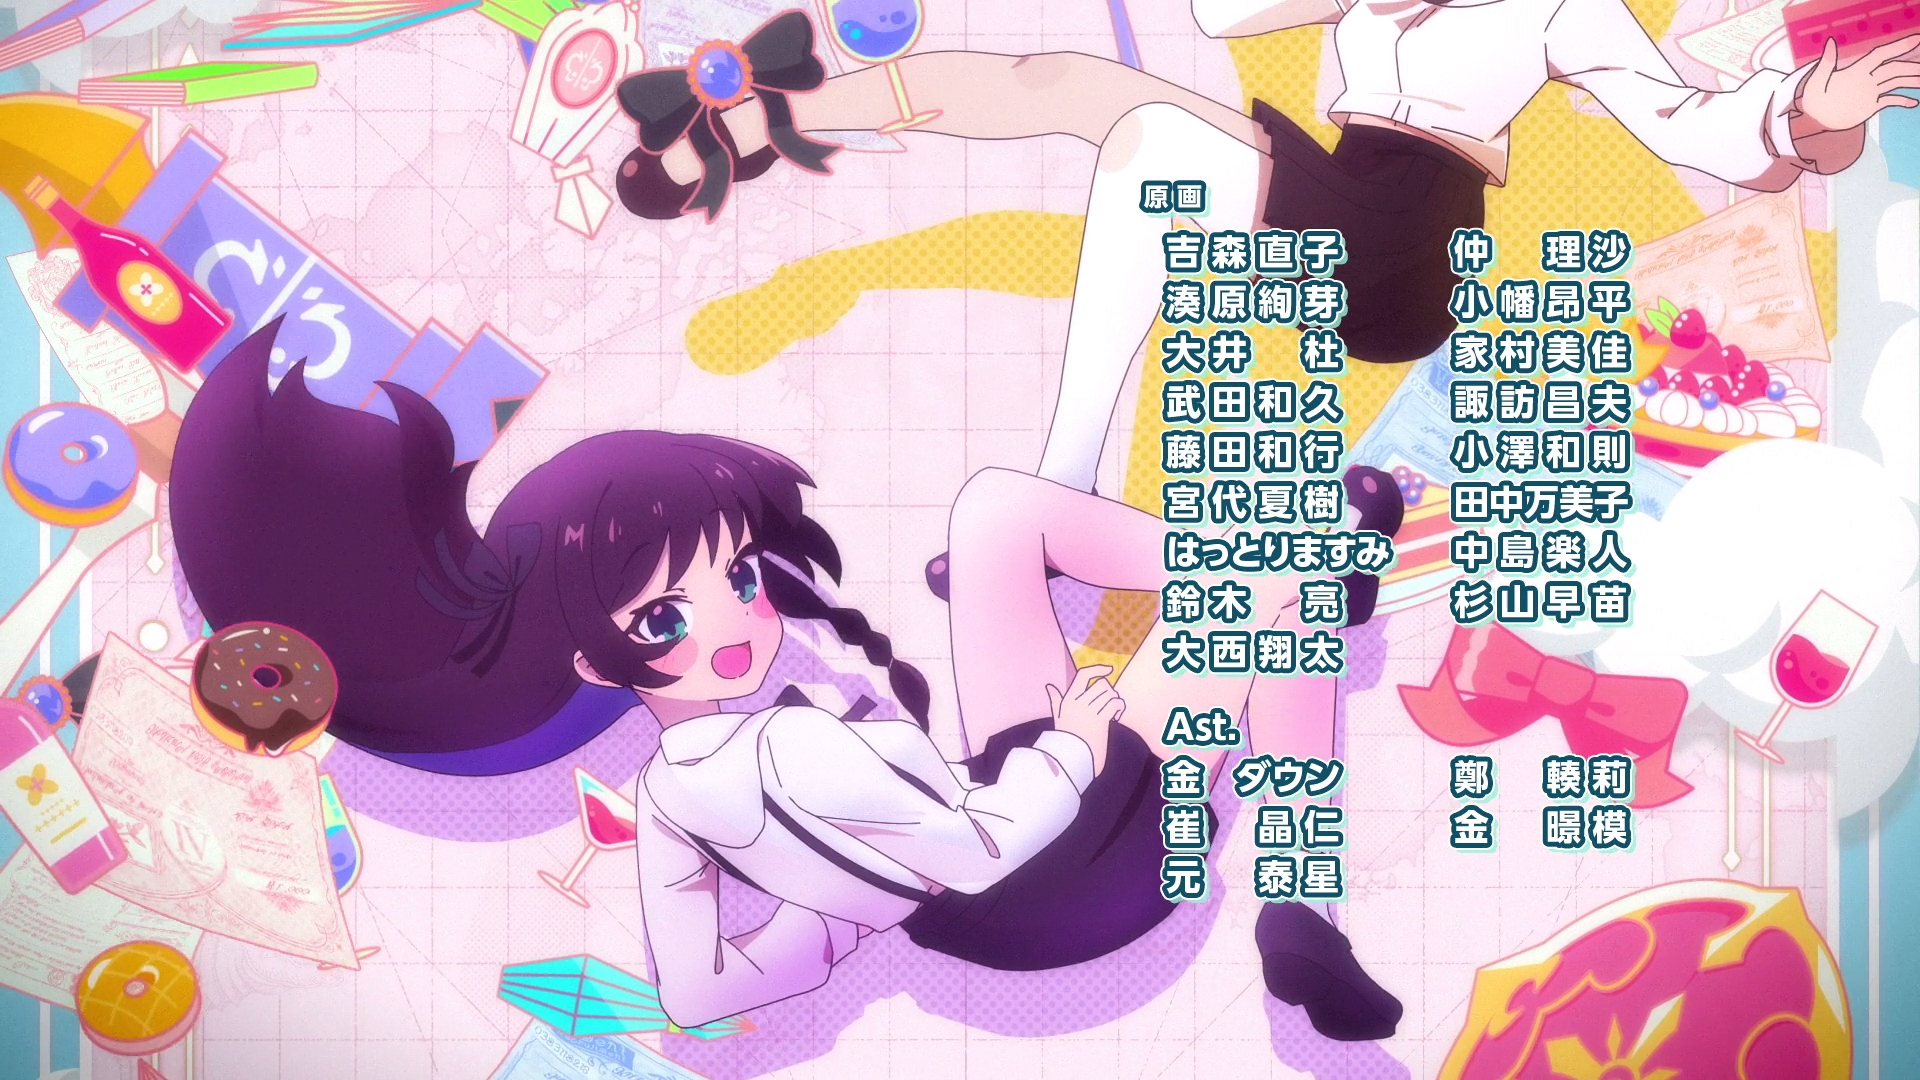 原画
吉森直子　仲　理沙
湊原絢芽　小幡昂平
大井　杜　家村美佳
武田和久　諏訪昌夫
藤田和行　小澤和則
宮代夏樹　田中万美子
はっとりますみ　中島楽人
鈴木　亮　杉山早苗
大西翔太
Ast.
金　ダウン　鄭　輳莉
崔　晶仁　金　暻模
元　泰星